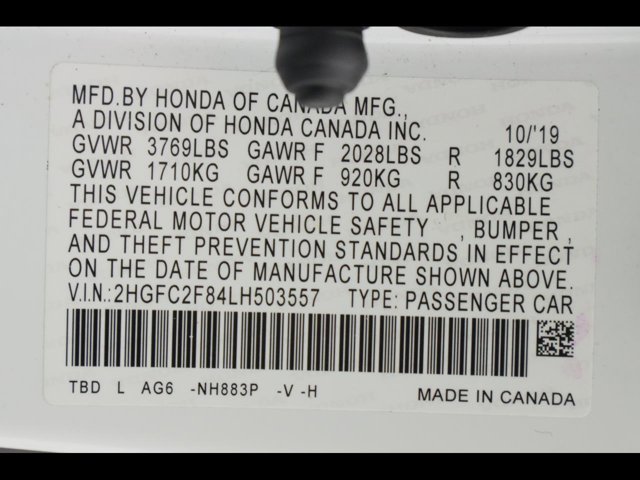 MFD.BY HONDA OF CANADA MFG.,
A DIVISION OF HONDA CANADA INC. 10/'19
GVWR 3769LBS GAWR F 2028LBS R 1829LBS
GVWR 1710KG GAWR F 920KG R 830KG
THIS VEHICLE CONFORMS TO ALL APPLICABLE
FEDERAL MOTOR VEHICLE SAFETY , BUMPER ,
AND THEFT PREVENTION STANDARDS IN EFFECT
ON THE DATE OF MANUFACTURE SHOWN ABOVE.
V.I.N.:2HGFC2F84LH503557 TYPE: PASSENGER CAR
TBD L AG6 -NH883P -V -H MADE IN CANADA